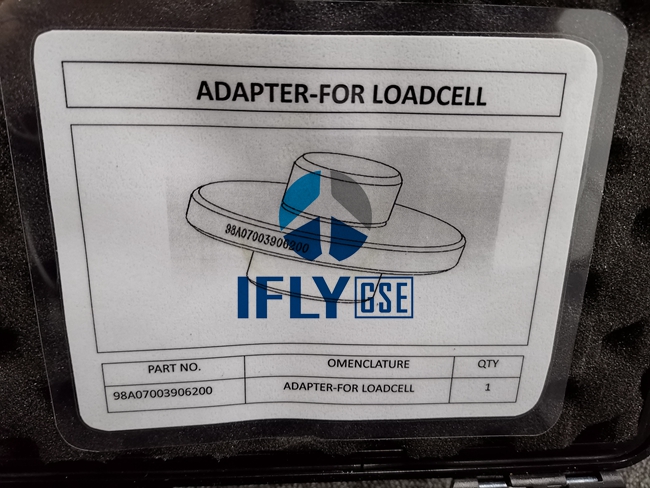 ADAPTER-FOR LOADCELL
98A07003906200
IFLY GSE
PART NO. OMENCLATURE QTY
98A07003906200 ADAPTER-FOR LOADCELL 1